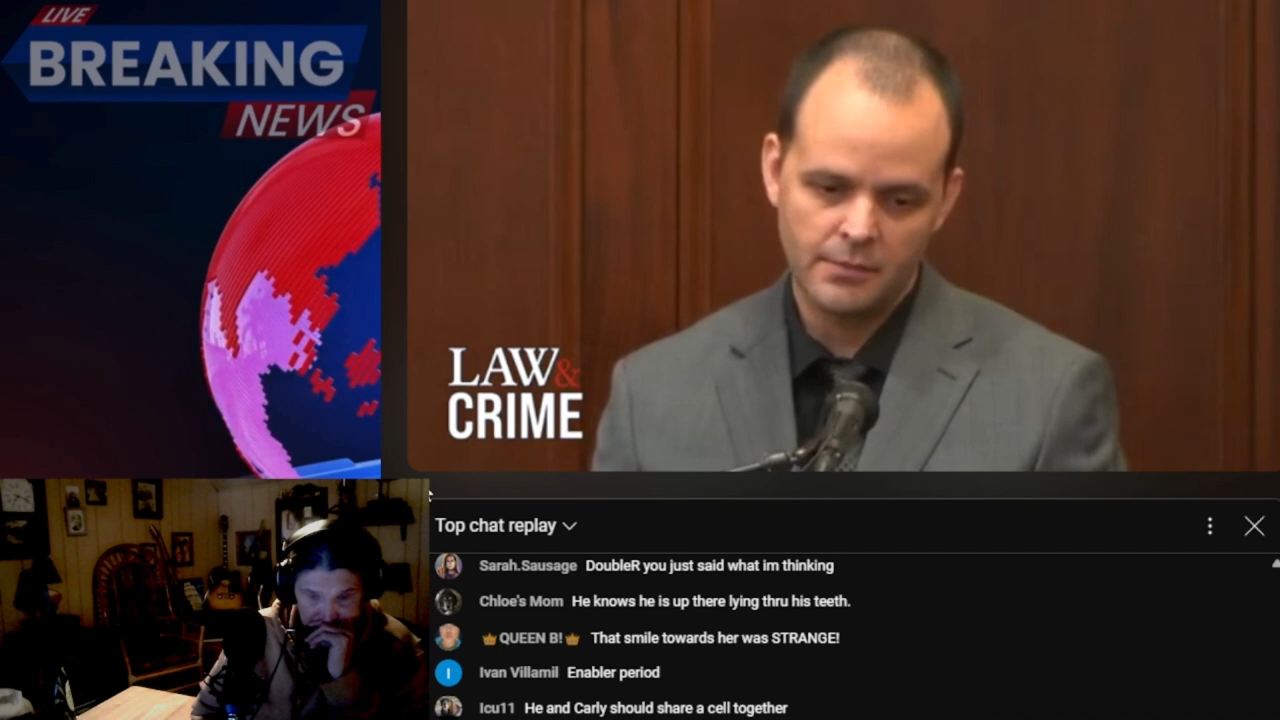 LIVE
BREAKING
NEWS
LAW&
CRIME
Top chat replay
Sarah.Sausage DoubleR you just said what im thinking
Chloe's Mom He knows he is up there lying thru his teeth.
👑QUEEN B!👑 That smile towards her was STRANGE!
I Ivan Villamil Enabler period
Icu11 He and Carly should share a cell together